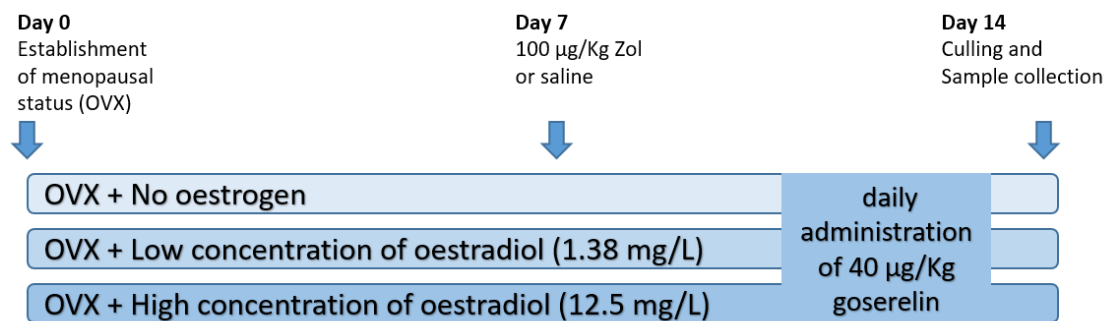 Day 0
Establishment
of menopausal
status (OVX)
Day 7
100 µg/Kg Zol
or saline
Day 14
Culling and
Sample collection
OVX + No oestrogen
OVX + Low concentration of oestradiol (1.38 mg/L)
OVX + High concentration of oestradiol (12.5 mg/L)
daily
administration
of 40 µg/Kg
goserelin